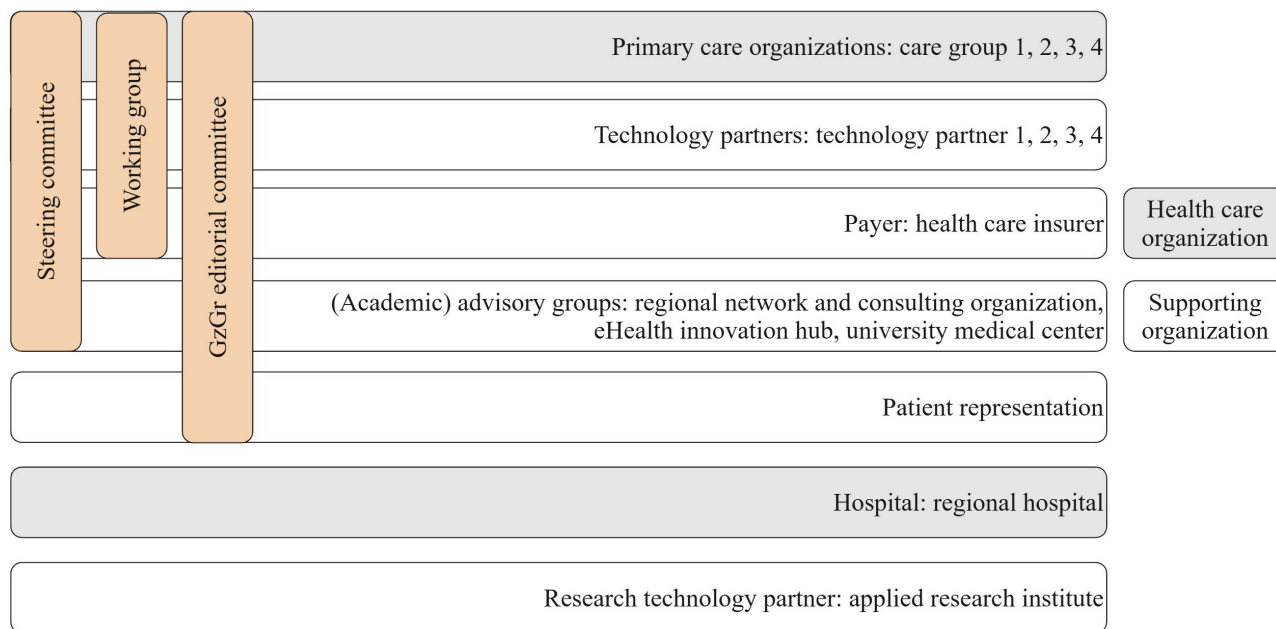 Steering committee
Working group
GzGr editorial committee
Primary care organizations: care group 1, 2, 3, 4
Technology partners: technology partner 1, 2, 3, 4
Payer: health care insurer
Health care
organization
(Academic) advisory groups: regional network and consulting organization,
eHealth innovation hub, university medical center
Supporting
organization
Patient representation
Hospital: regional hospital
Research technology partner: applied research institute